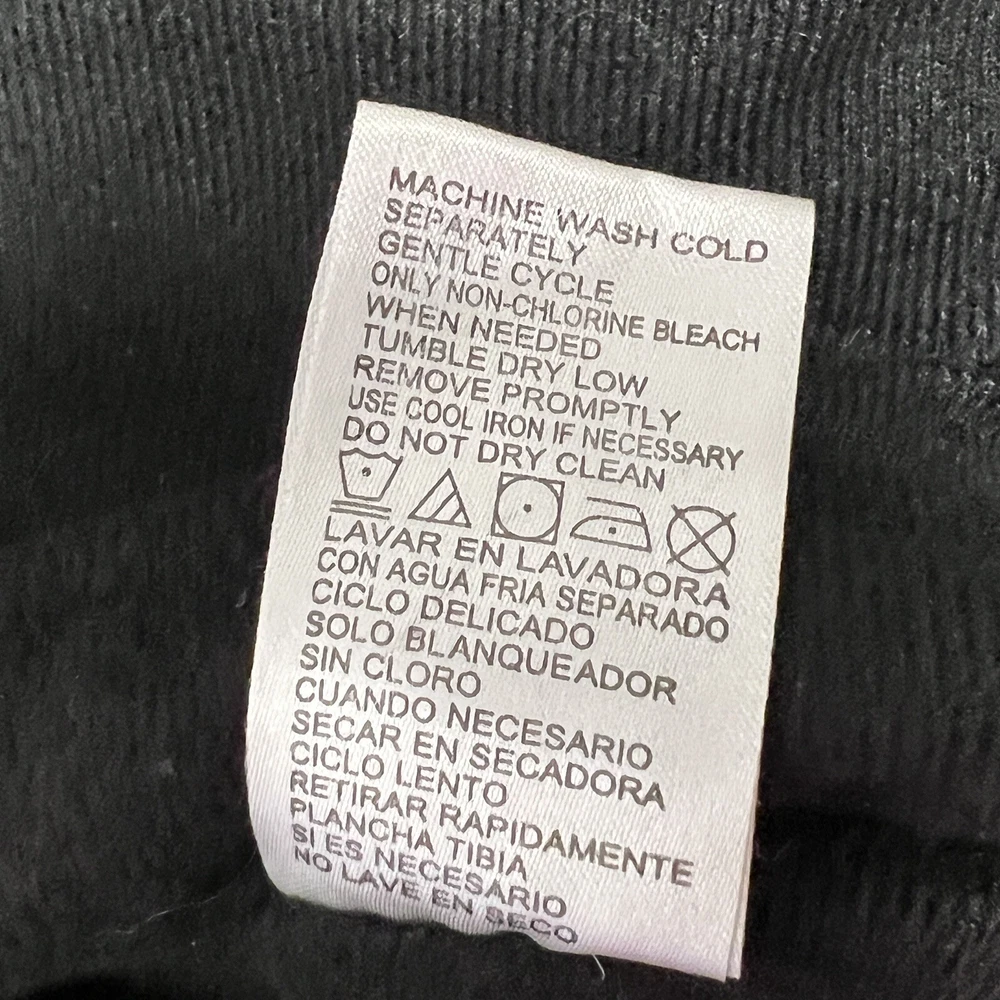 MACHINE WASH COLD
SEPARATELY
GENTLE CYCLE
ONLY NON-CHLORINE BLEACH
WHEN NEEDED
TUMBLE DRY LOW
REMOVE PROMPTLY
USE COOL IRON IF NECESSARY
DO NOT DRY CLEAN
LAVAR EN LAVADORA
CON AGUA FRIA SEPARADO
CICLO DELICADO
SOLO BLANQUEADOR
SIN CLORO
CUANDO NECESARIO
SECAR EN SECADORA
CICLO LENTO
RETIRAR RAPIDAMENTE
PLANCHA TIBIA
SI ES NECESARIO
NO LAVE EN SECO